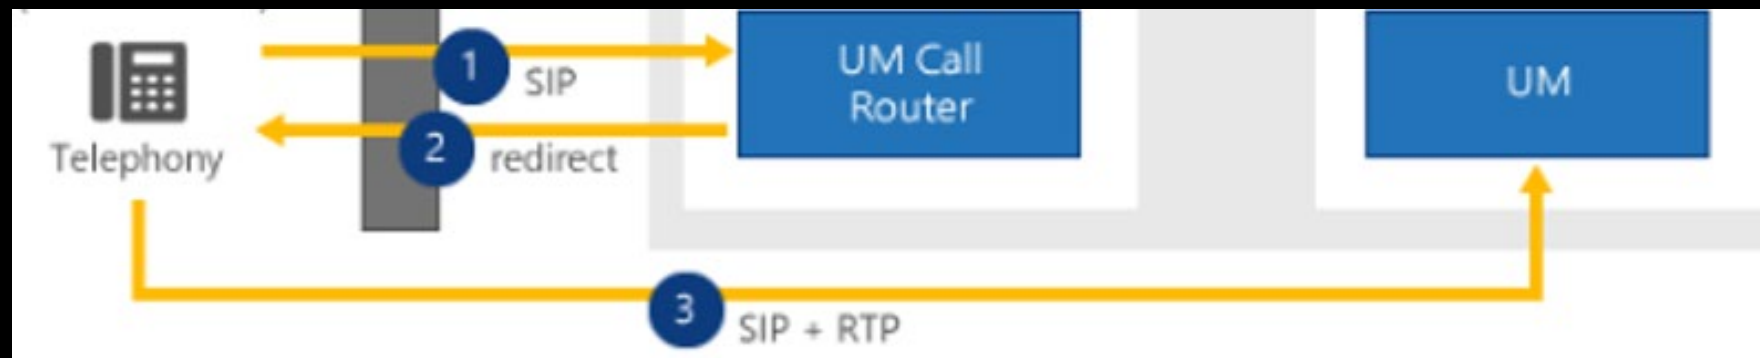 1
SIP
UM Call
Router
UM
2
redirect
Telephony
3
SIP + RTP